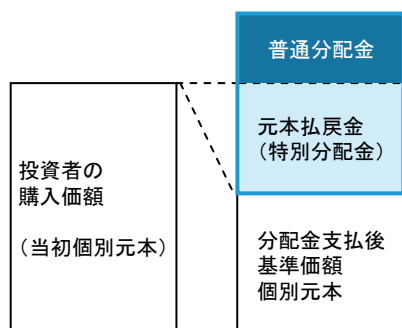 普通分配金
元本払戻金
（特別分配金）
投資者の
購入価額
（当初個別元本）
分配金支払後
基準価額
個別元本